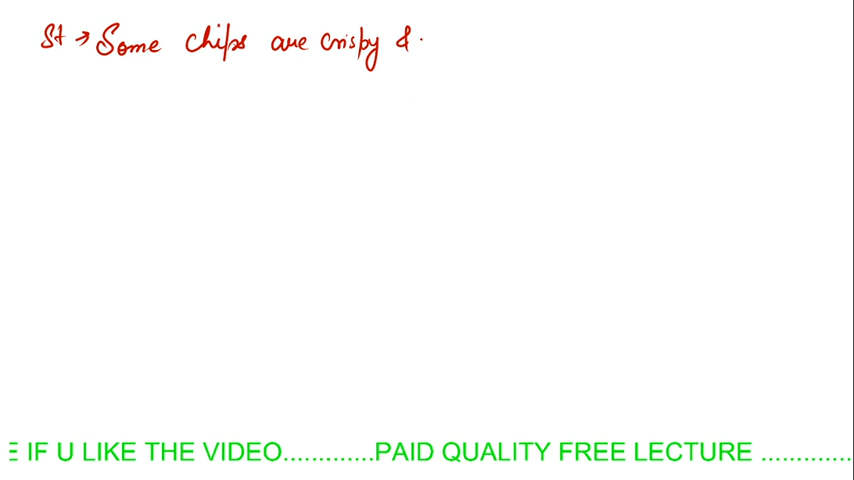 St → Some chips are crispy & .
E IF U LIKE THE VIDEO.............PAID QUALITY FREE LECTURE .............